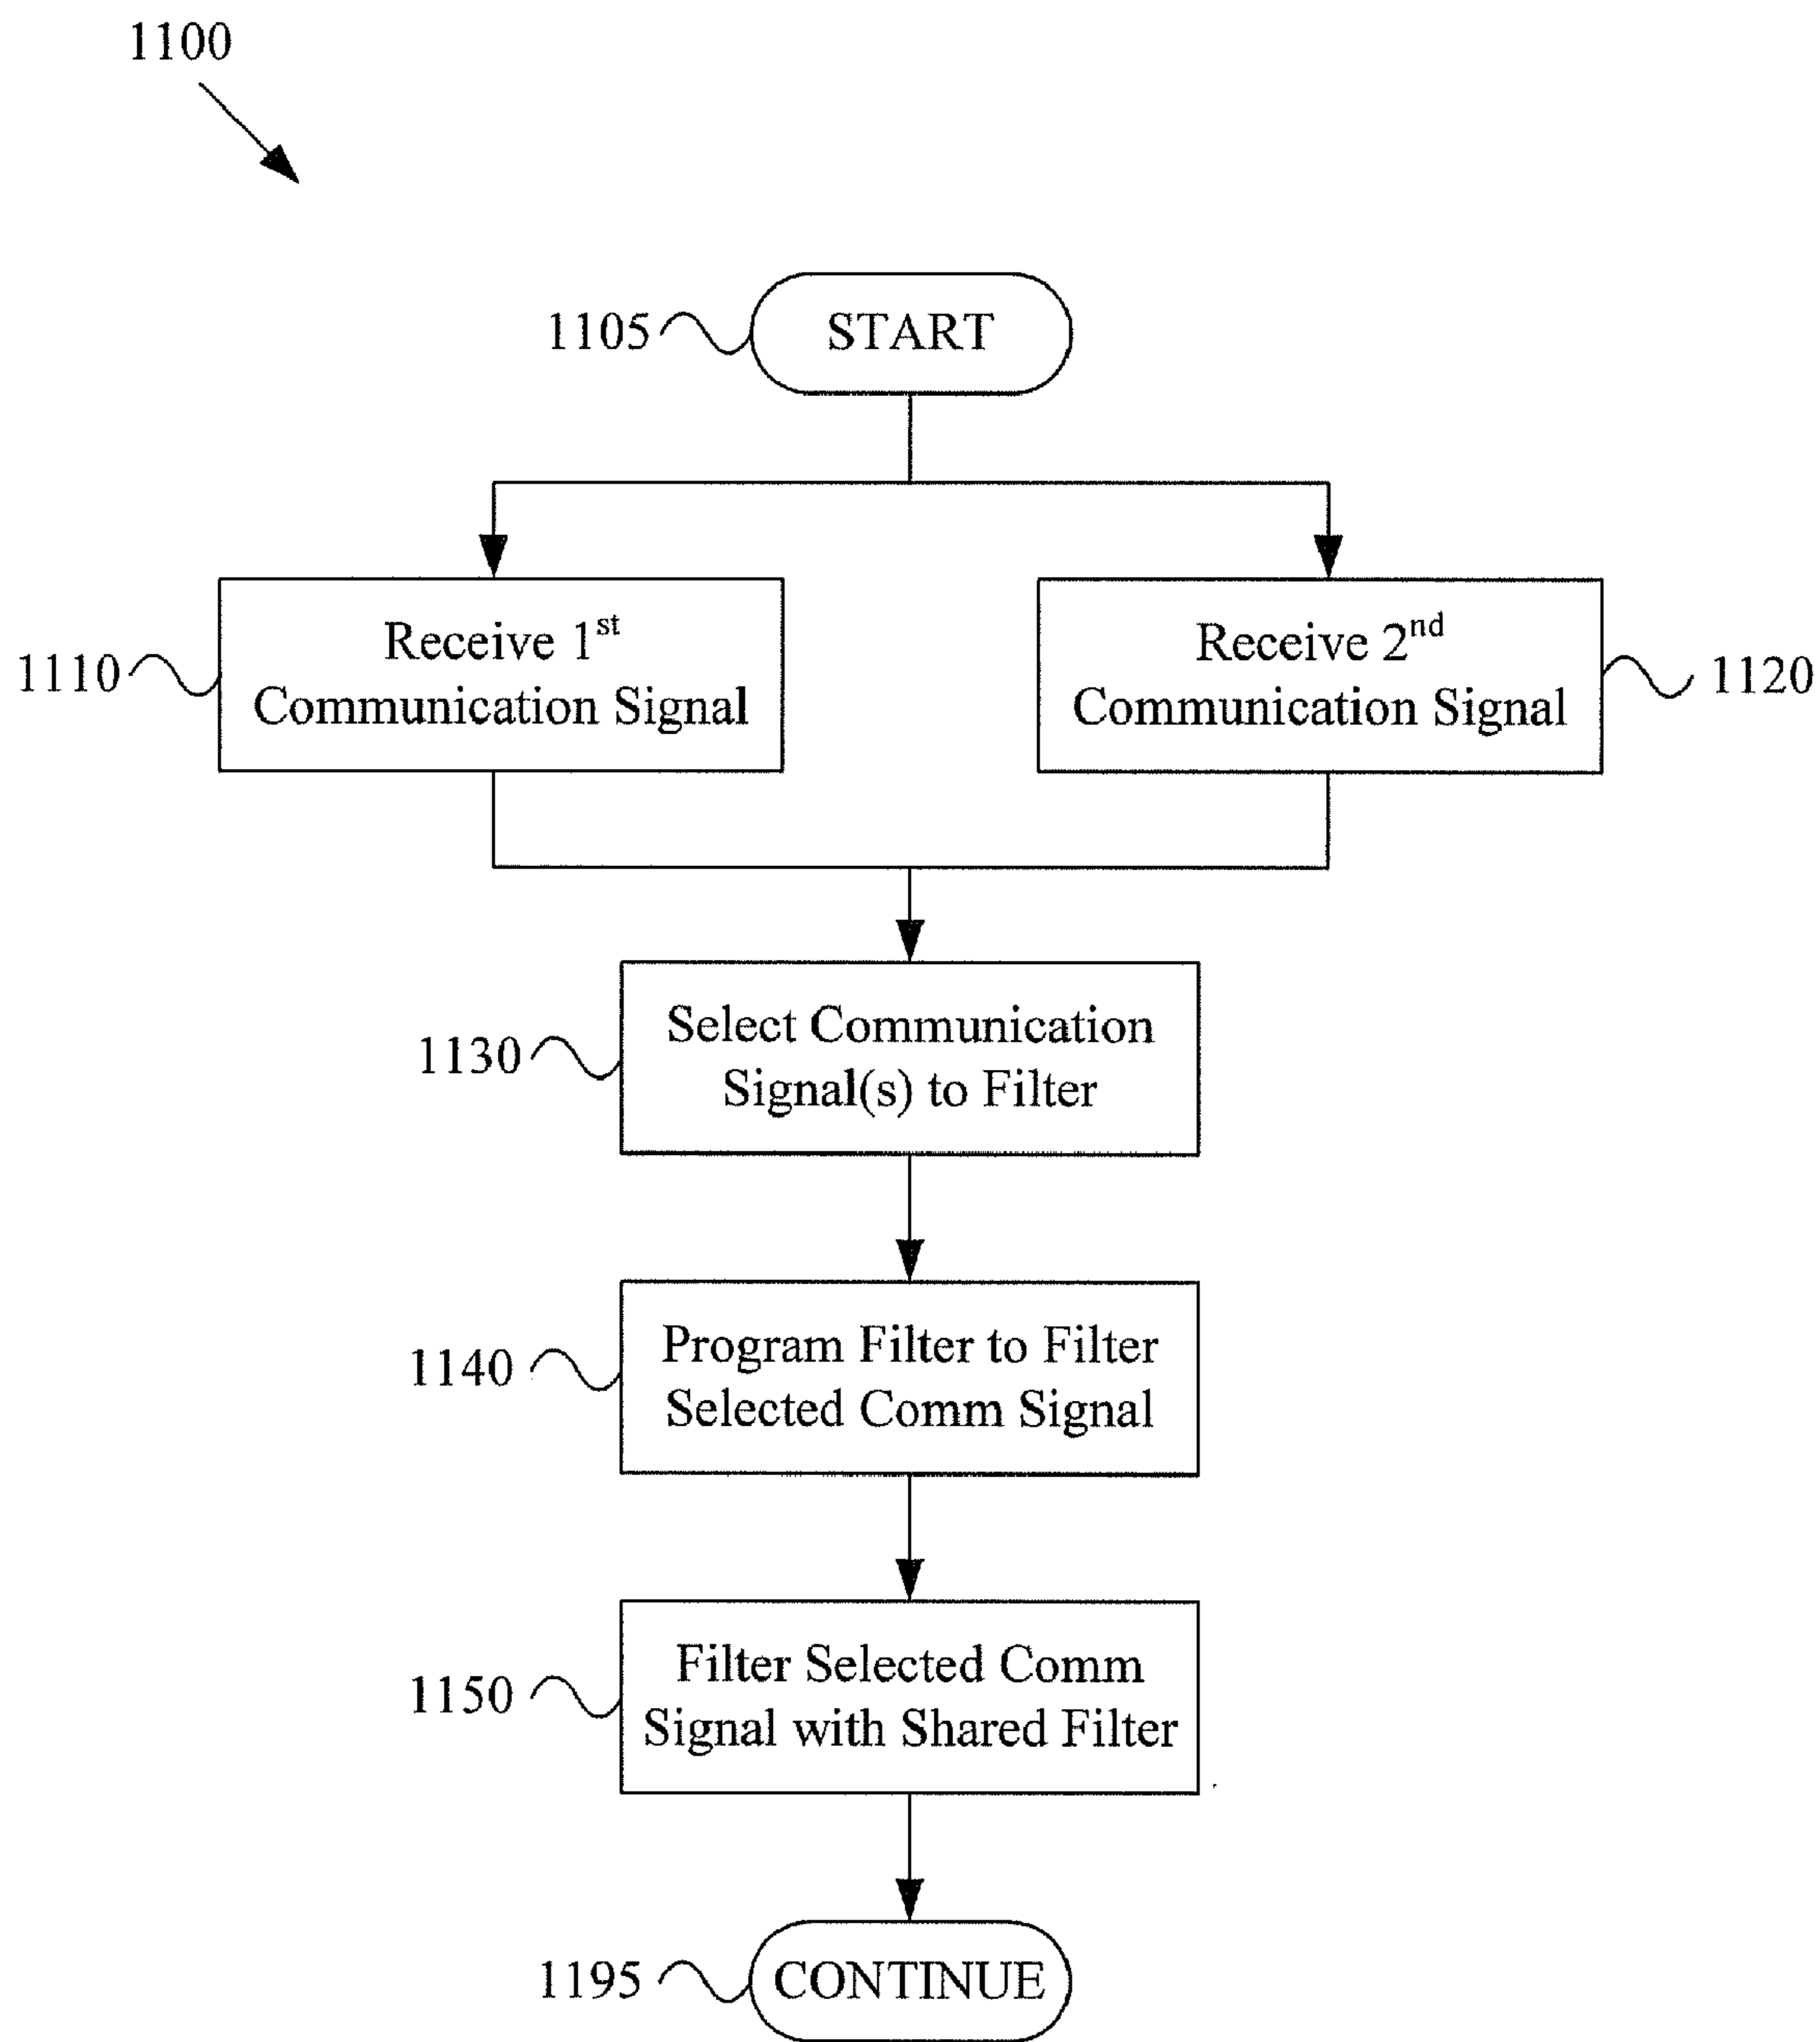 1100
1105
START
Receive 1st
Communication Signal
1110
Receive 2nd
Communication Signal
1120
1130
Select Communication
Signal(s) to Filter
1140
Program Filter to Filter
Selected Comm Signal
1150
Filter Selected Comm
Signal with Shared Filter
1195
CONTINUE